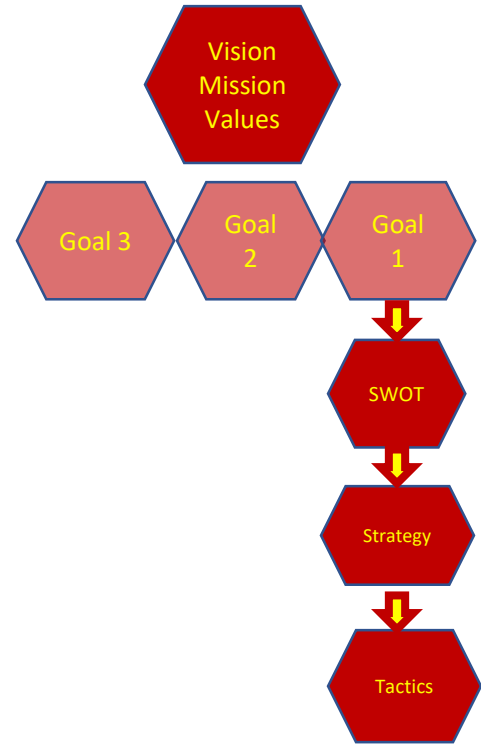 Vision
Mission
Values
Goal 3
Goal
2
Goal
1
SWOT
Strategy
Tactics